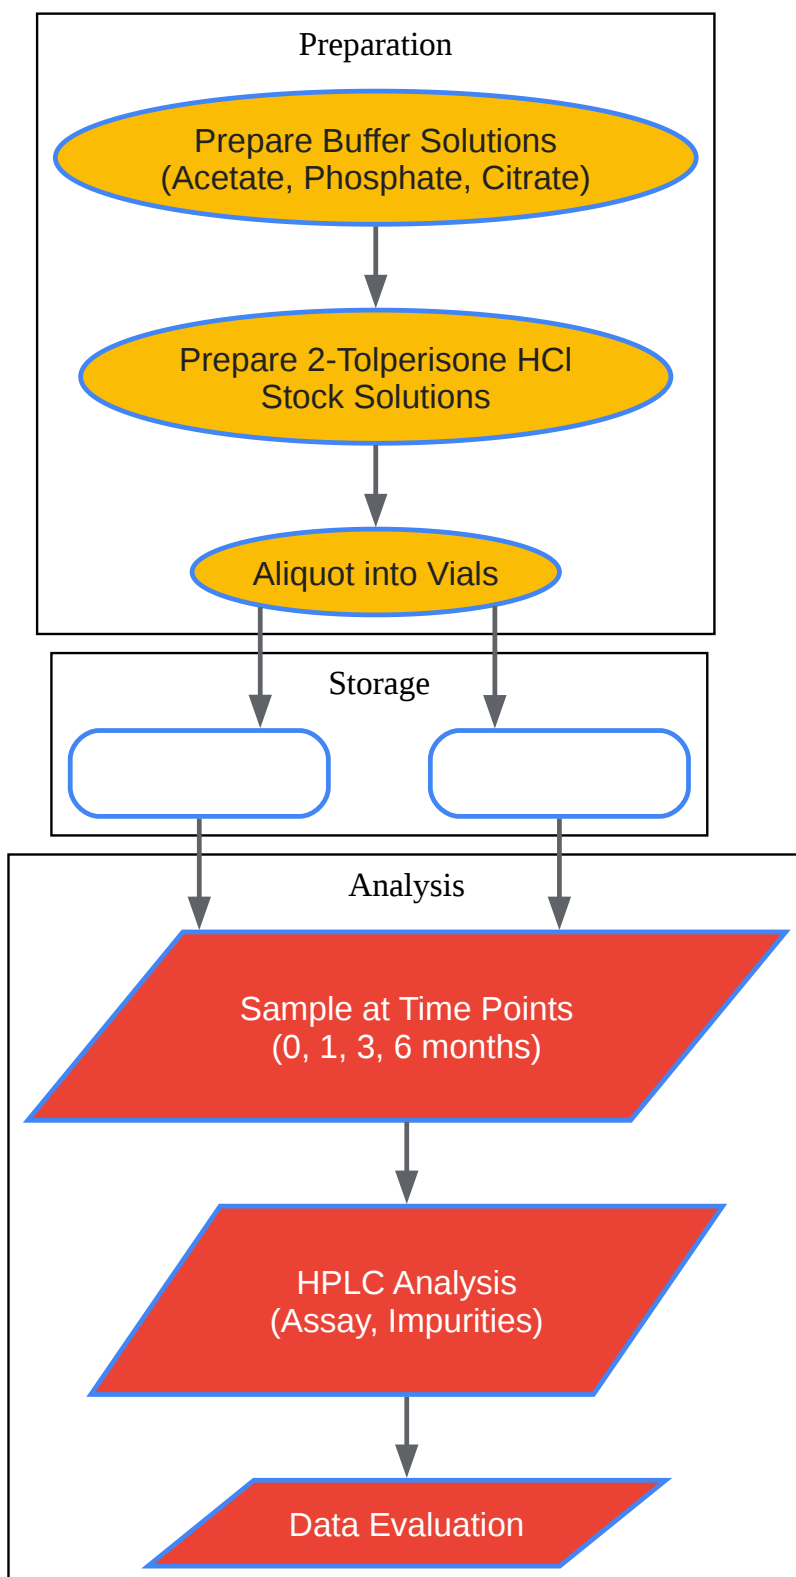 Preparation
Prepare Buffer Solutions
(Acetate, Phosphate, Citrate)
Prepare 2-Tolperisone HCl
Stock Solutions
Aliquot into Vials
Storage
Analysis
Sample at Time Points
(0, 1, 3, 6 months)
HPLC Analysis
(Assay, Impurities)
Data Evaluation